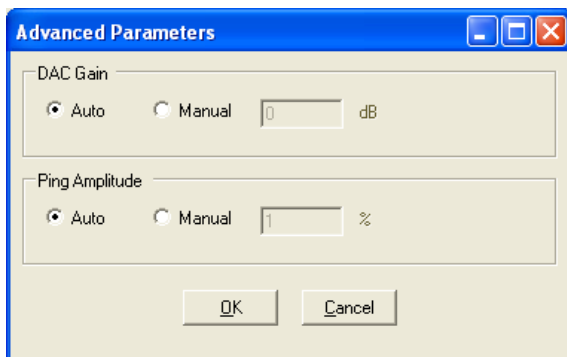 Advanced Parameters
DAC Gain
Auto Manual 0 dB
Ping Amplitude
Auto Manual 1 %
OK Cancel